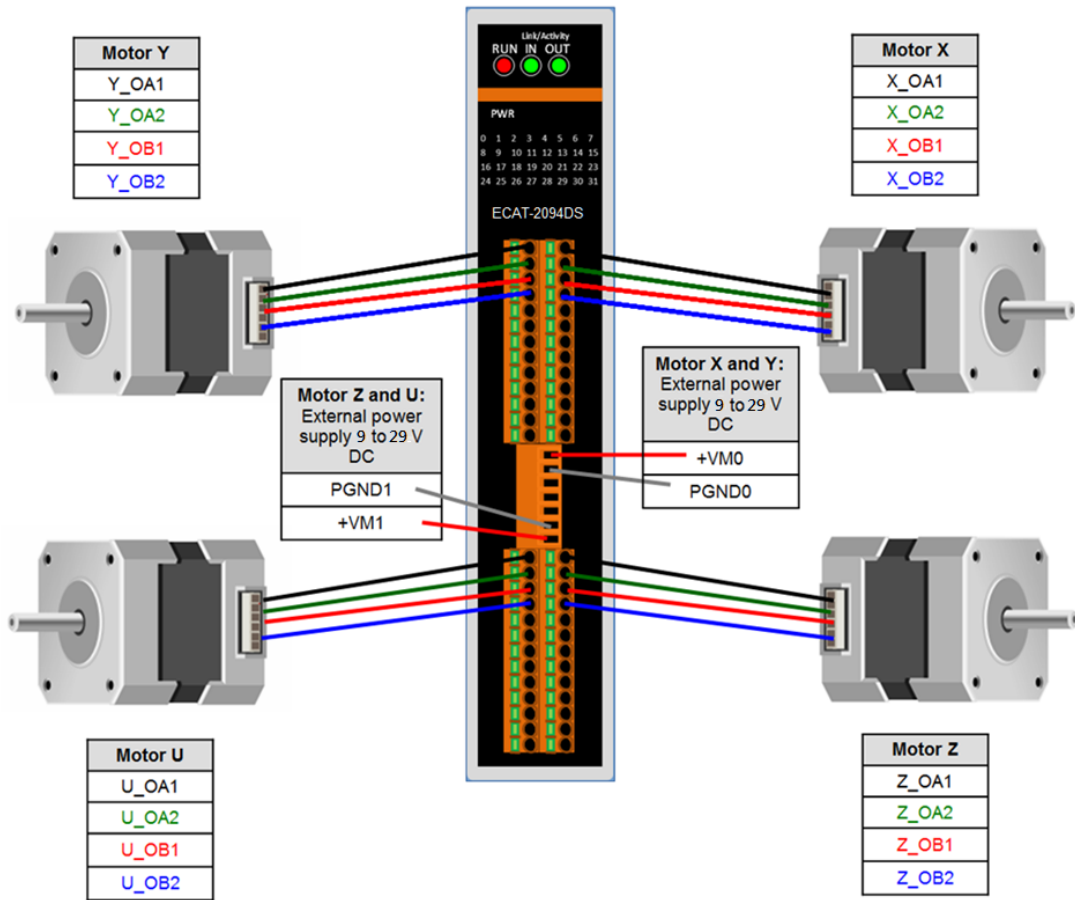 Link/Activity
RUN IN OUT
PWR
0 1 2 3 4 5 6 7
8 9 10 11 12 13 14 15
16 17 18 19 20 21 22 23
24 25 26 27 28 29 30 31
ECAT-2094DS
Motor Y
Y_OA1
Y_OA2
Y_OB1
Y_OB2
Motor X
X_OA1
X_OA2
X_OB1
X_OB2
Motor Z and U:
External power
supply 9 to 29 V
DC
PGND1
+VM1
Motor X and Y:
External power
supply 9 to 29 V
DC
+VM0
PGND0
Motor U
U_OA1
U_OA2
U_OB1
U_OB2
Motor Z
Z_OA1
Z_OA2
Z_OB1
Z_OB2